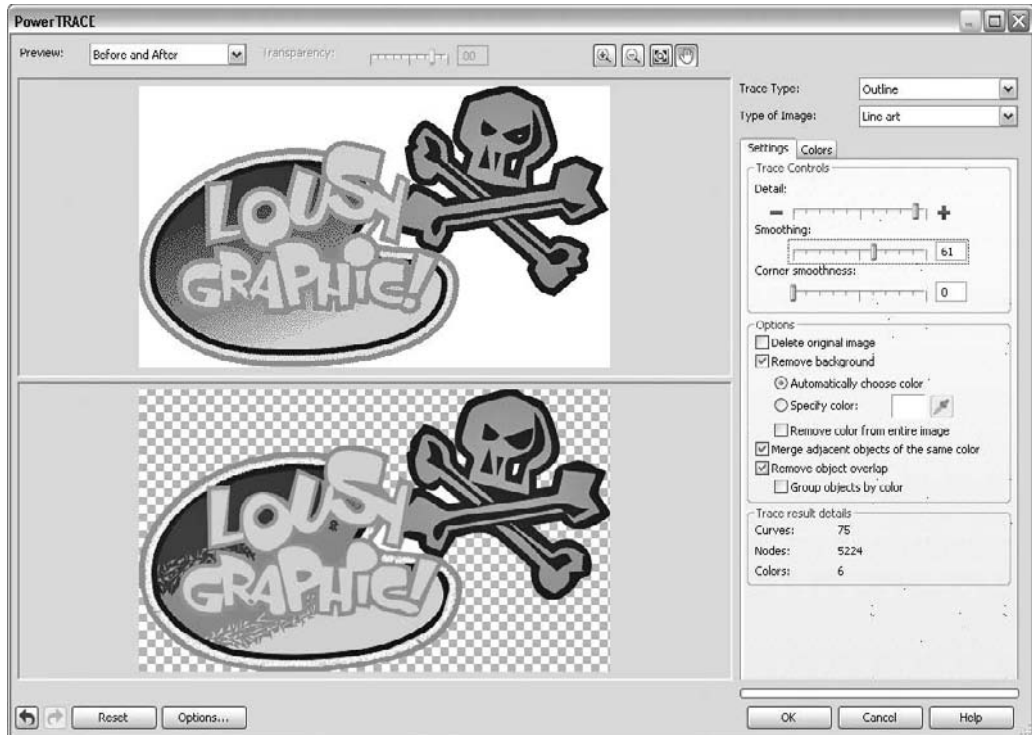 PowerTRACE
Preview: Before and After Transparency: 00
Trace Type: Outline
Type of Image: Line art
LOUSY
GRAPHIC!
LOUSY
GRAPHIC!
Settings Colors
Trace Controls
Detail:
Smoothing:
61
Corner smoothness:
0
Options
Delete original image
Remove background
Automatically choose color
Specify color:
Remove color from entire image
Merge adjacent objects of the same color
Remove object overlap
Group objects by color
Trace result details
Curves: 75
Nodes: 5224
Colors: 6
Reset Options... OK Cancel Help